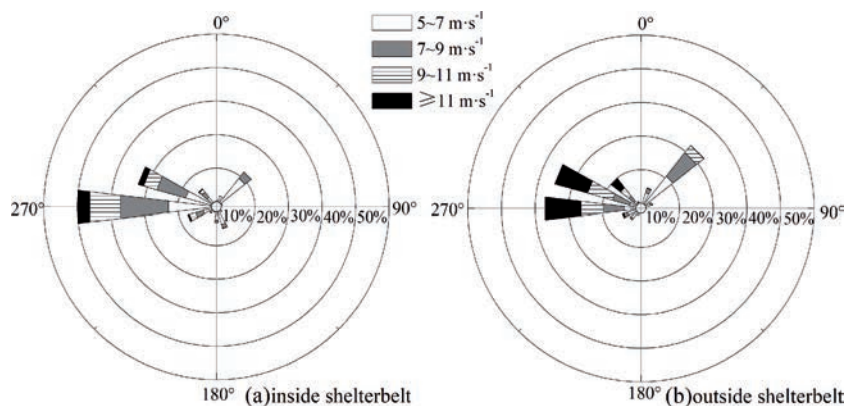 0°
270°
90°
180°
10% 20% 30% 40% 50%
(a)inside shelterbelt
5~7 m·s⁻¹
7~9 m·s⁻¹
9~11 m·s⁻¹
⩾11 m·s⁻¹
0°
270°
90°
180°
10% 20% 30% 40% 50%
(b)outside shelterbelt